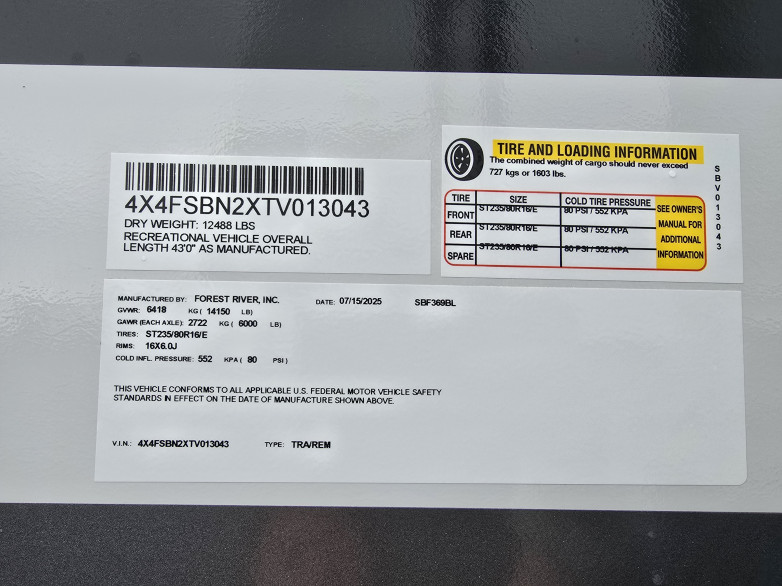 4X4FSBN2XTV013043
DRY WEIGHT: 12488 LBS
RECREATIONAL VEHICLE OVERALL
LENGTH 43'0" AS MANUFACTURED.
TIRE AND LOADING INFORMATION
The combined weight of cargo should never exceed
727 kgs or 1603 lbs.
TIRE SIZE COLD TIRE PRESSURE SEE OWNER'S
FRONT ST235/80R16/E 80 PSI / 552 KPA MANUAL FOR
REAR ST235/80R16/E 80 PSI / 552 KPA ADDITIONAL
SPARE ST235/80R16/E 80 PSI / 552 KPA INFORMATION
SBV013043
MANUFACTURED BY: FOREST RIVER, INC. DATE: 07/15/2025 SBF369BL
GVWR: 6418 KG ( 14150 LB)
GAWR (EACH AXLE): 2722 KG ( 6000 LB)
TIRES: ST235/80R16/E
RIMS: 16X6.0J
COLD INFL. PRESSURE: 552 KPA ( 80 PSI )
THIS VEHICLE CONFORMS TO ALL APPLICABLE U.S. FEDERAL MOTOR VEHICLE SAFETY
STANDARDS IN EFFECT ON THE DATE OF MANUFACTURE SHOWN ABOVE.
V.I.N.: 4X4FSBN2XTV013043 TYPE: TRA/REM